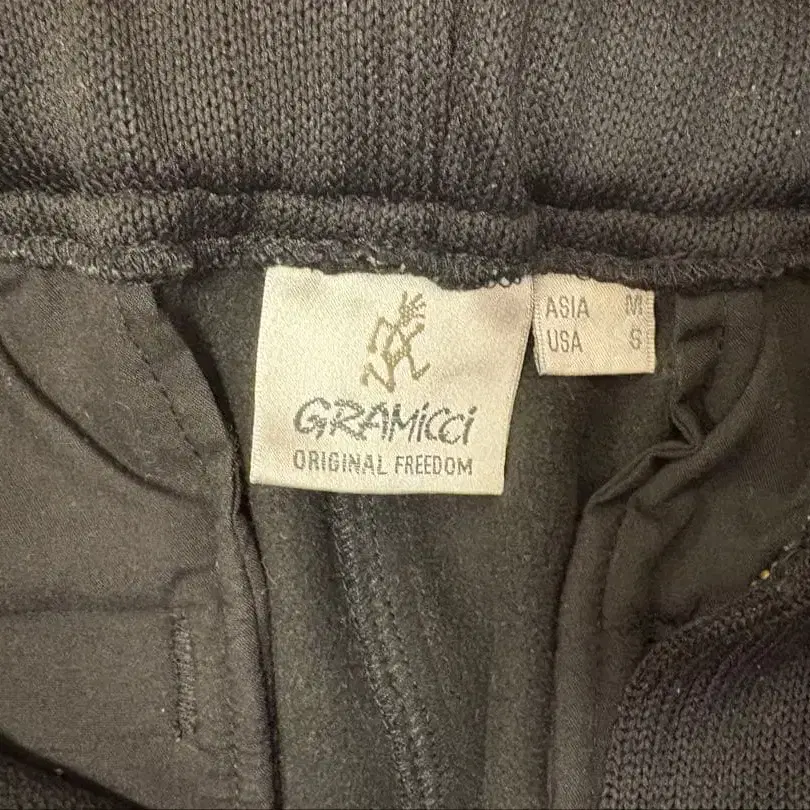 GRAMiCCi
ORIGINAL FREEDOM
ASIA M
USA S